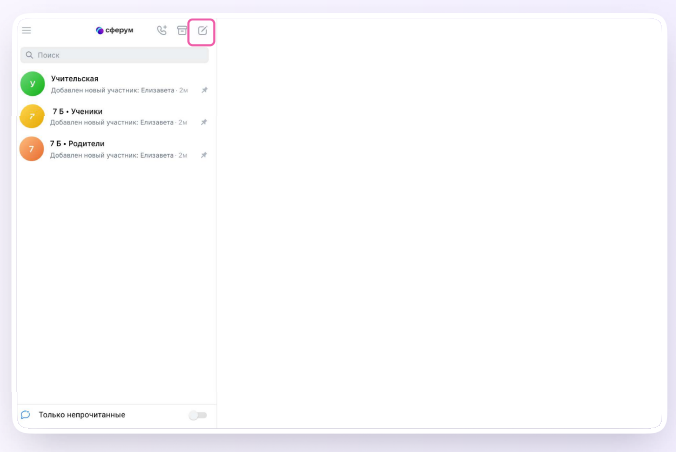 сферум
Поиск
У
Учительская
Добавлен новый участник: Елизавета · 2м
7
7 Б • Ученики
Добавлен новый участник: Елизавета · 2м
7
7 Б • Родители
Добавлен новый участник: Елизавета · 2м
Только непрочитанные